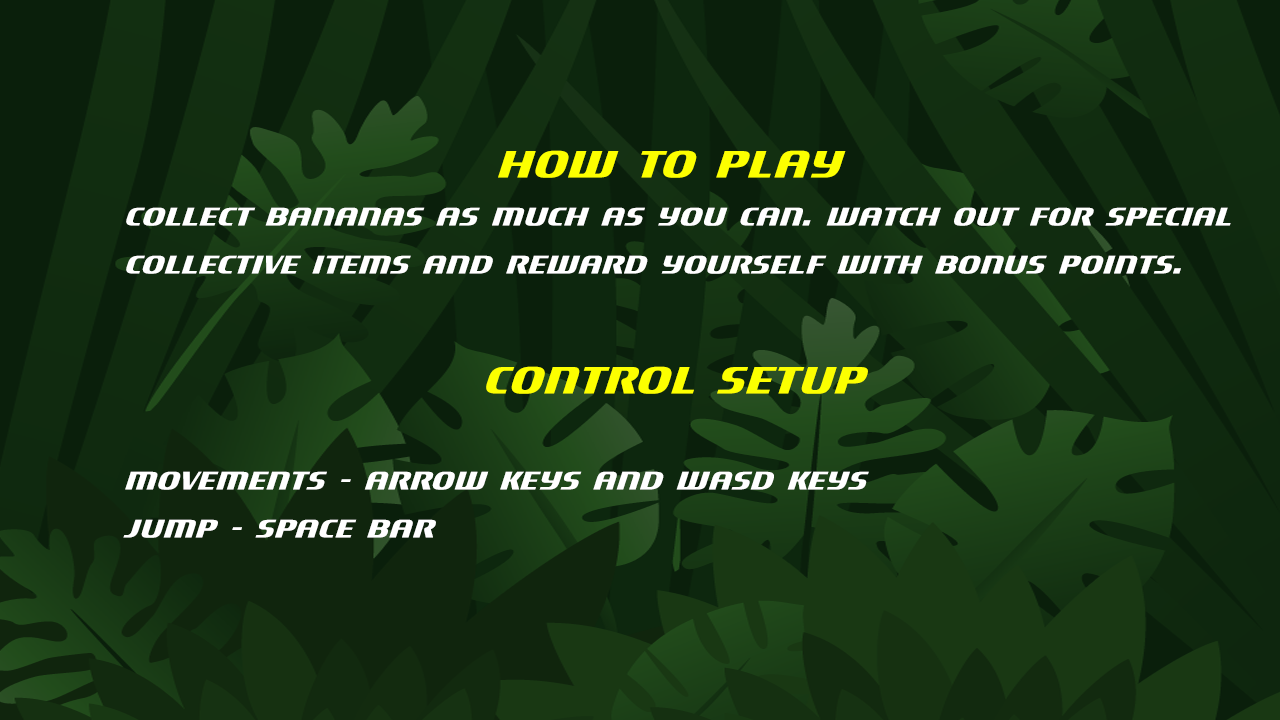 HOW TO PLAY
COLLECT BANANAS AS MUCH AS YOU CAN. WATCH OUT FOR SPECIAL
COLLECTIVE ITEMS AND REWARD YOURSELF WITH BONUS POINTS.
CONTROL SETUP
MOVEMENTS - ARROW KEYS AND WASD KEYS
JUMP - SPACE BAR